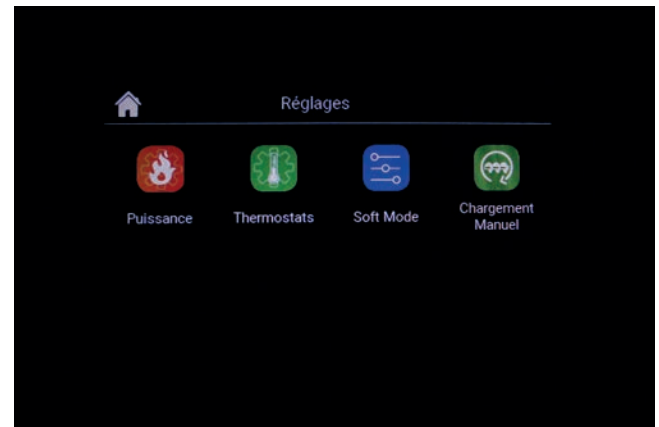 Réglages
Puissance
Thermostats
Soft Mode
Chargement
Manuel